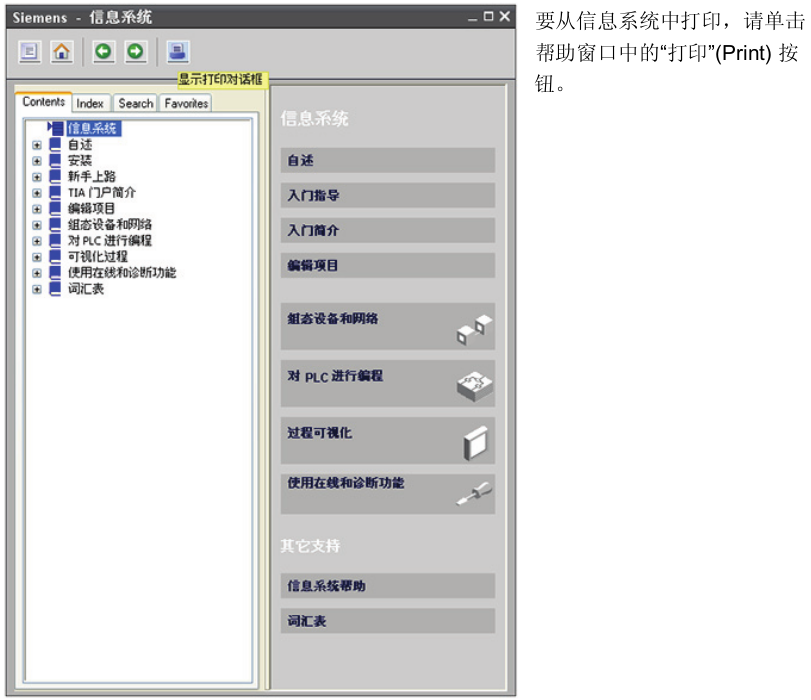 Siemens - 信息系统
显示打印对话框
Contents Index Search Favorites
信息系统
自述
安装
新手上路
TIA 门户简介
编辑项目
组态设备和网络
对 PLC 进行编程
可视化过程
使用在线和诊断功能
词汇表
信息系统
自述
入门指导
入门简介
编辑项目
组态设备和网络
对 PLC 进行编程
过程可视化
使用在线和诊断功能
其它支持
信息系统帮助
词汇表
要从信息系统中打印，请单击
帮助窗口中的“打印”(Print) 按
钮。